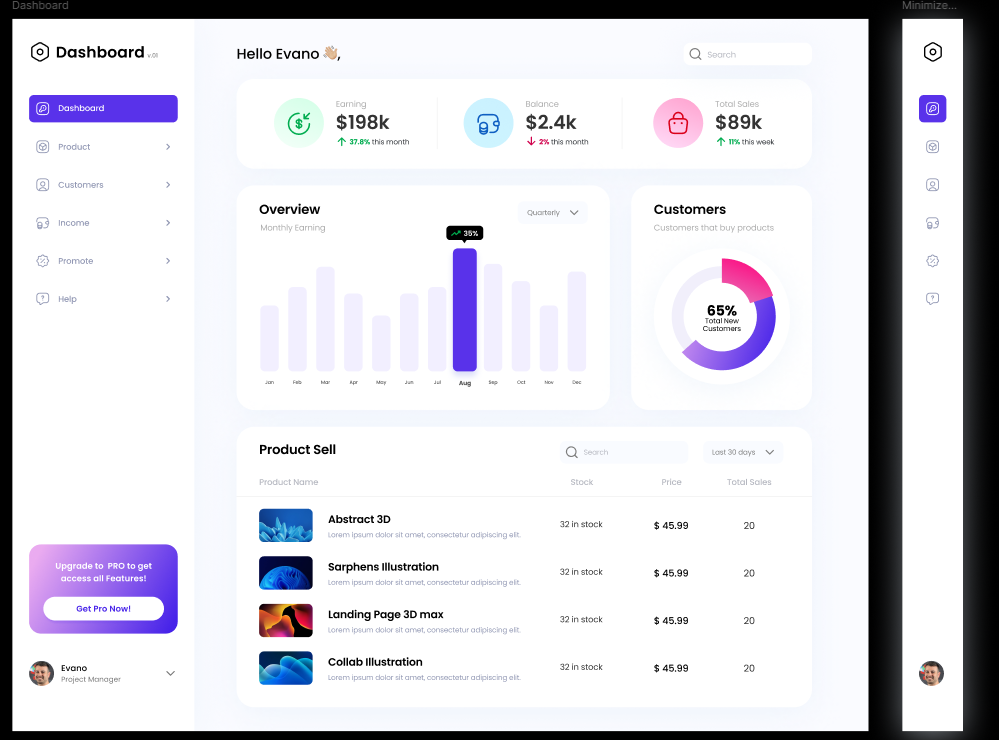 Dashboard
Minimize...
Dashboard v.01
Dashboard
Product
Customers
Income
Promote
Help
Upgrade to PRO to get
access all Features!
Get Pro Now!
Evano
Project Manager
Hello Evano 👋🏼,
Search
Earning
$198k
37.8% this month
Balance
$2.4k
2% this month
Total Sales
$89k
11% this week
Overview
Monthly Earning
Quarterly
35%
Jan Feb Mar Apr May Jun Jul Aug Sep Oct Nov Dec
Customers
Customers that buy products
65%
Total New
Customers
Product Sell
Search
Last 30 days
Product Name Stock Price Total Sales
Abstract 3D
Lorem ipsum dolor sit amet, consectetur adipiscing elit.
32 in stock $ 45.99 20
Sarphens Illustration
Lorem ipsum dolor sit amet, consectetur adipiscing elit.
32 in stock $ 45.99 20
Landing Page 3D max
Lorem ipsum dolor sit amet, consectetur adipiscing elit.
32 in stock $ 45.99 20
Collab Illustration
Lorem ipsum dolor sit amet, consectetur adipiscing elit.
32 in stock $ 45.99 20